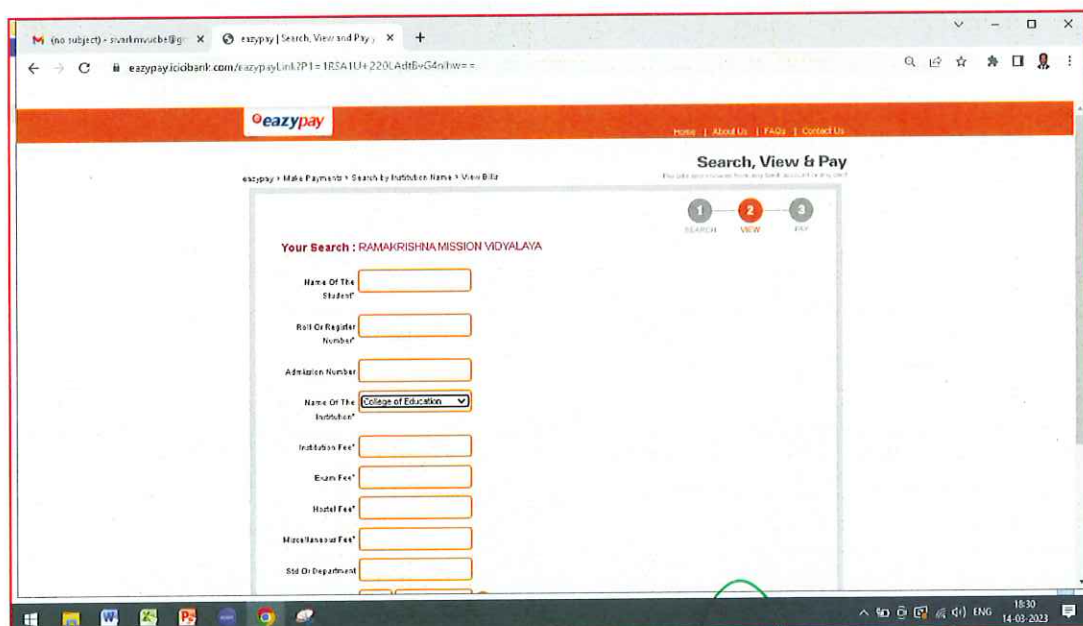 (no subject) - sivarkmvucbe@g
eazypay | Search, View and Pay
eazypay.icicibank.com/eazypayLink?P1=
eazypay
Home | About Us | FAQs | Contact Us
Search, View & Pay
eazypay > Make Payments > Search by Institution Name > View Bills
1 2 3
SEARCH VIEW PAY
Your Search : RAMAKRISHNA MISSION VIDYALAYA
Name Of The
Student*
Roll Or Register
Number*
Admission Number
Name Of The College of Education
Institution*
Institution Fee*
Exam Fee*
Hostel Fee*
Miscellaneous Fee*
Std Or Department
ENG
18:30
14-03-2023